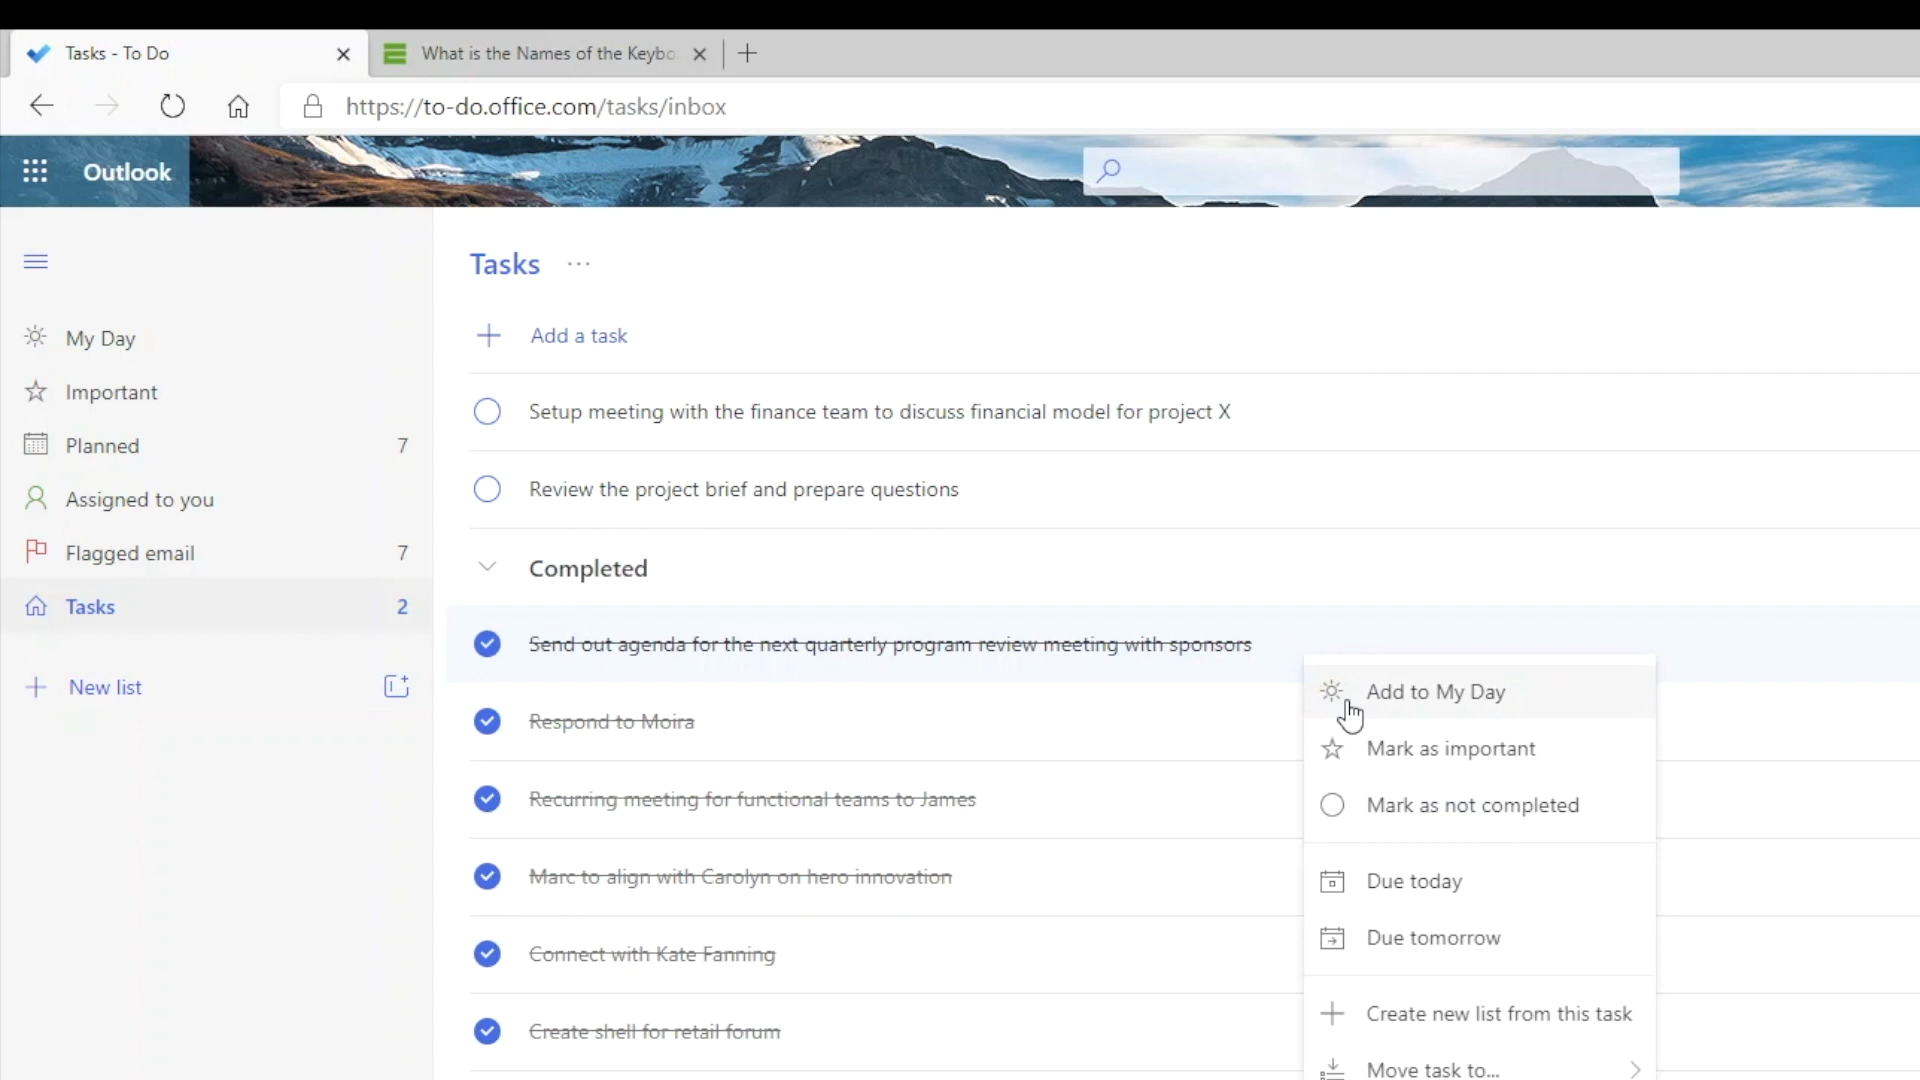 Tasks - To Do
What is the Names of the Keybo
https://to-do.office.com/tasks/inbox
Outlook
Tasks ...
My Day
Important
Planned 7
Assigned to you
Flagged email 7
Tasks 2
New list
Add a task
Setup meeting with the finance team to discuss financial model for project X
Review the project brief and prepare questions
Completed
Send out agenda for the next quarterly program review meeting with sponsors
Respond to Moira
Recurring meeting for functional teams to James
Marc to align with Carolyn on hero innovation
Connect with Kate Fanning
Create shell for retail forum
Add to My Day
Mark as important
Mark as not completed
Due today
Due tomorrow
Create new list from this task
Move task to...